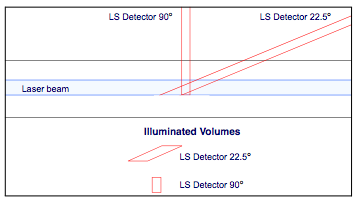 LS Detector 90° LS Detector 22.5°
Laser beam
Illuminated Volumes
LS Detector 22.5°
LS Detector 90°